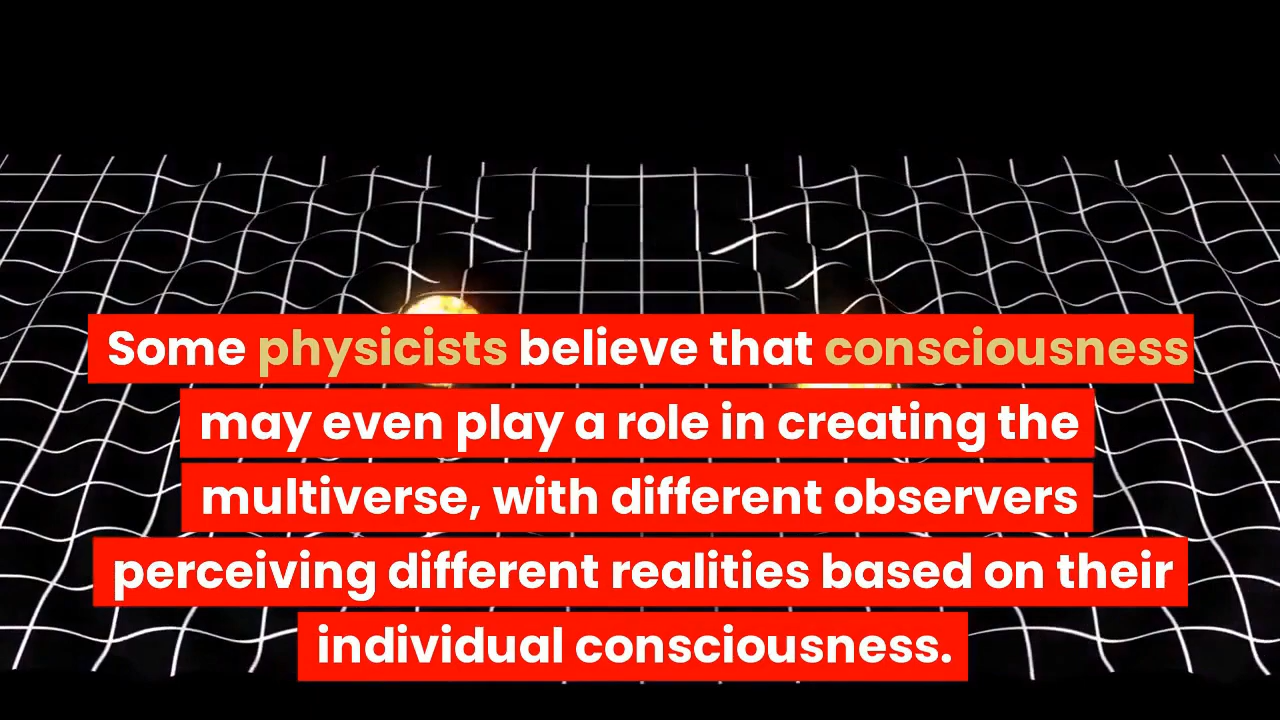 Some physicists believe that consciousness
may even play a role in creating the
multiverse, with different observers
perceiving different realities based on their
individual consciousness.